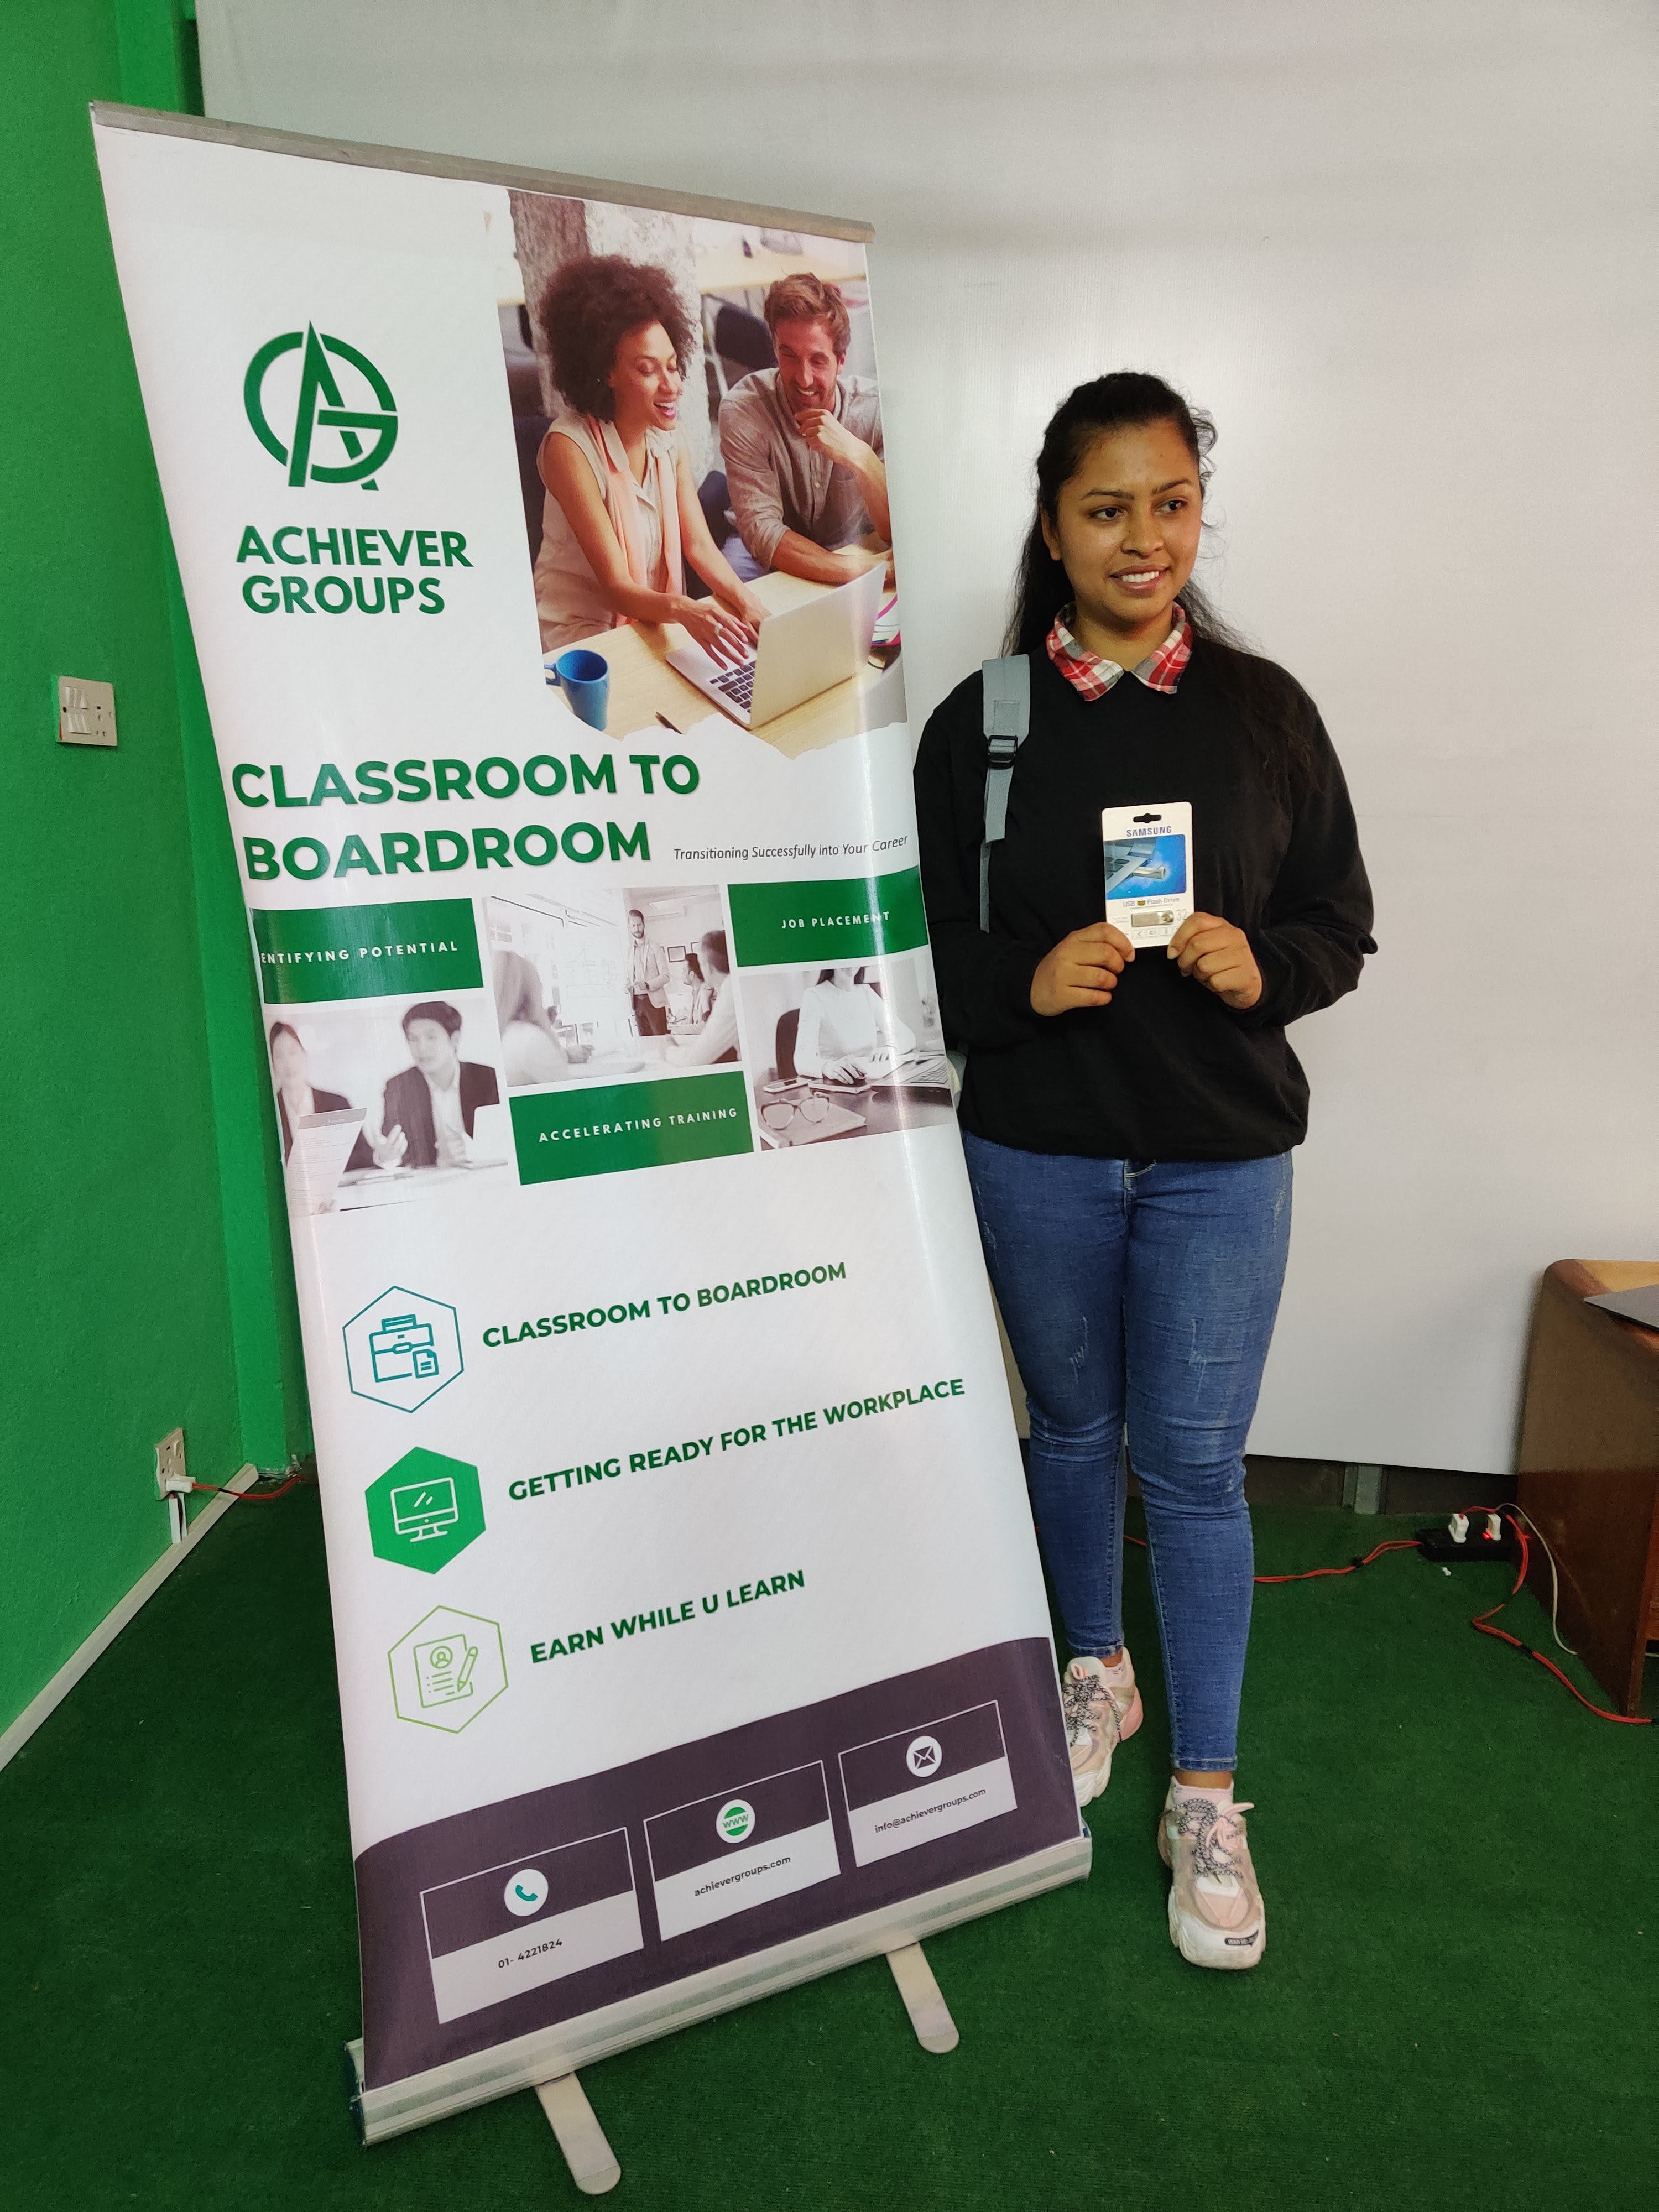 ACHIEVER
GROUPS
CLASSROOM TO
BOARDROOM
Transitioning Successfully into Your Career
ENTIFYING POTENTIAL
JOB PLACEMENT
ACCELERATING TRAINING
CLASSROOM TO BOARDROOM
GETTING READY FOR THE WORKPLACE
EARN WHILE U LEARN
01- 4221824
WWW
achievergroups.com
info@achievergroups.com
SAMSUNG
USB Flash Drive
32